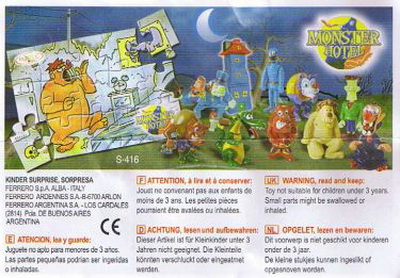 MONSTER
HOTEL
MONSTER
HOTEL
S-416
KINDER SURPRISE, SORPRESA
FERRERO S.p.A. ALBA - ITALY
FERRERO ARDENNES S.A.-B-6700 ARLON
FERRERO ARGENTINA S.A. - LOS CARDALES
(2814) Pcia. DE BUENOS AIRES
ARGENTINA
CE
E ATENCION, lea y guarde:
Juguete no apto para menores de 3 años.
Las partes pequeñas podrían ser ingeridas
o inhaladas.
F ATTENTION, à lire et à conserver:
Jouet ne convenant pas aux enfants de
moins de 3 ans. Les petites pièces
pourraient être avalées ou inhalées.
D ACHTUNG, lesen und aufbewahren:
Dieser Artikel ist für Kleinkinder unter 3
Jahren nicht geeignet. Die Kleinteile
könnten verschluckt oder eingeatmet
werden.
UK WARNING, read and keep:
Toy not suitable for children under 3 years.
Small parts might be swallowed or
inhaled.
NL OPGELET, lezen en bewaren:
Dit voorwerp is niet geschikt voor kinderen
onder de 3 jaar.
De kleine stukjes kunnen ingeslikt of
opgesnoven worden.